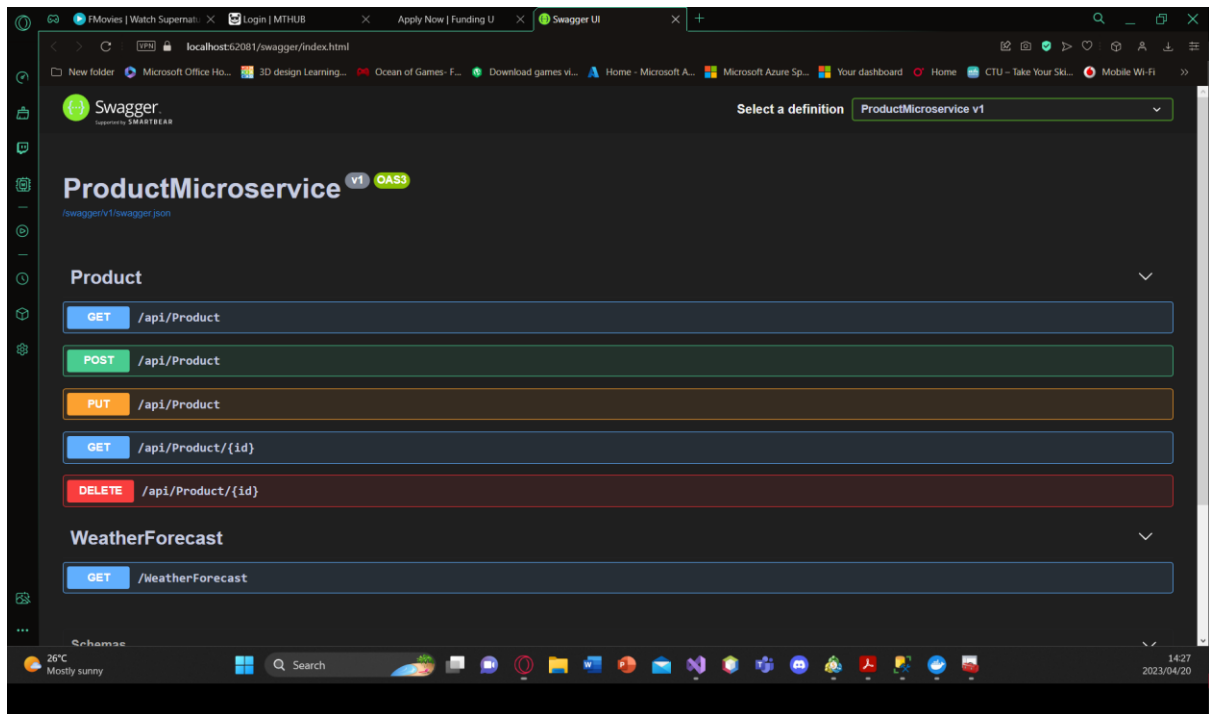 FMovies | Watch Supernatu
Login | MTHUB
Apply Now | Funding U
Swagger UI
VPN
localhost:62081/swagger/index.html
New folder
Microsoft Office Ho...
3D design Learning...
Ocean of Games- F...
Download games vi...
Home - Microsoft A...
Microsoft Azure Sp...
Your dashboard
Home
CTU – Take Your Ski...
Mobile Wi-Fi
Swagger.
Supported by SMARTBEAR
Select a definition
ProductMicroservice v1
ProductMicroservice v1 OAS3
/swagger/v1/swagger.json
Product
GET /api/Product
POST /api/Product
PUT /api/Product
GET /api/Product/{id}
DELETE /api/Product/{id}
WeatherForecast
GET /WeatherForecast
Schemas
26°C
Mostly sunny
Search
14:27
2023/04/20